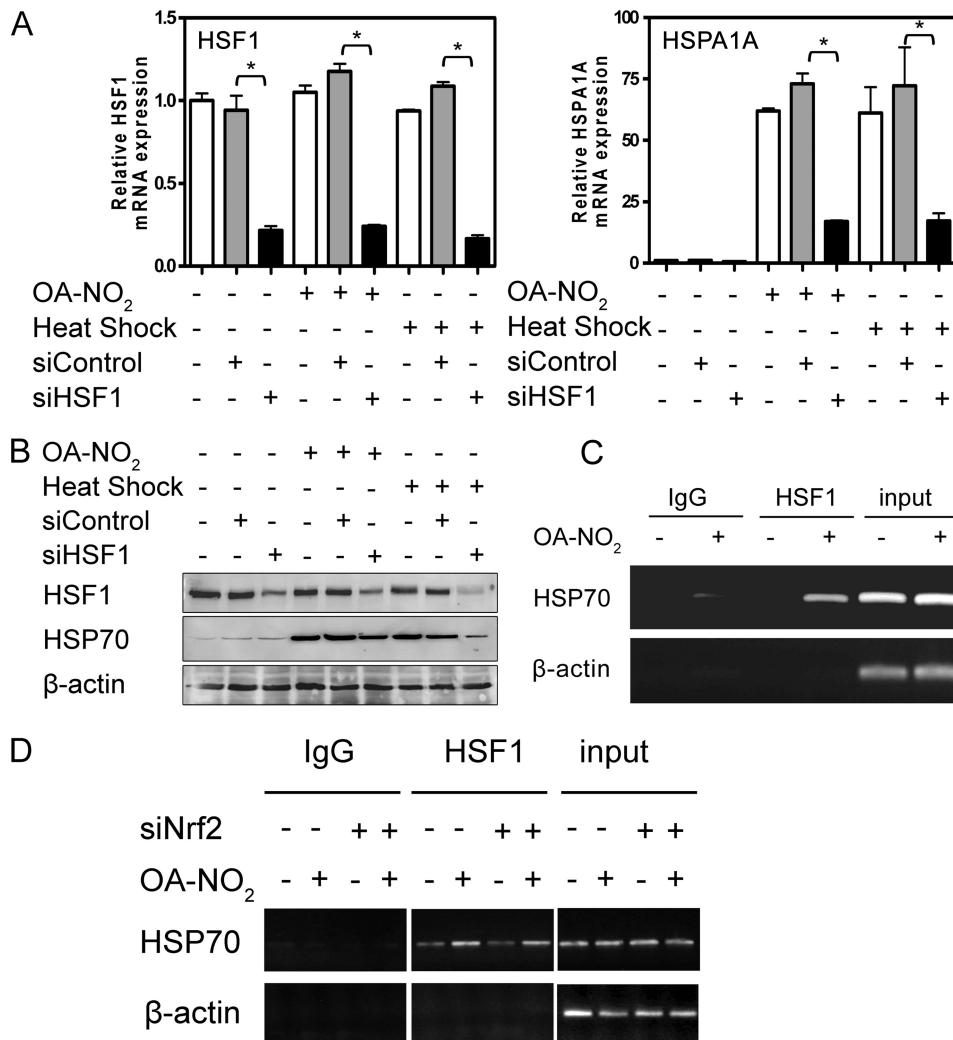 A
HSF1
Relative HSF1
mRNA expression
1.5
1.0
0.5
0.0
* * *
OA-NO2 - - - + + + - - -
Heat Shock - - - - - - + + +
siControl - + - - + - - + -
siHSF1 - - + - - + - - +
HSPA1A
Relative HSPA1A
mRNA expression
100
75
50
25
0
* *
OA-NO2 - - - + + + - - -
Heat Shock - - - - - - + + +
siControl - + - - + - - + -
siHSF1 - - + - - + - - +
B
OA-NO2 - - - + + + - - -
Heat Shock - - - - - - + + +
siControl - + - - + - - + -
siHSF1 - - + - - + - - +
HSF1
HSP70
β-actin
C
IgG HSF1 input
OA-NO2 - + - + - +
HSP70
β-actin
D
IgG HSF1 input
siNrf2 - - + + - - + + - - + +
OA-NO2 - + - + - + - + - + - +
HSP70
β-actin